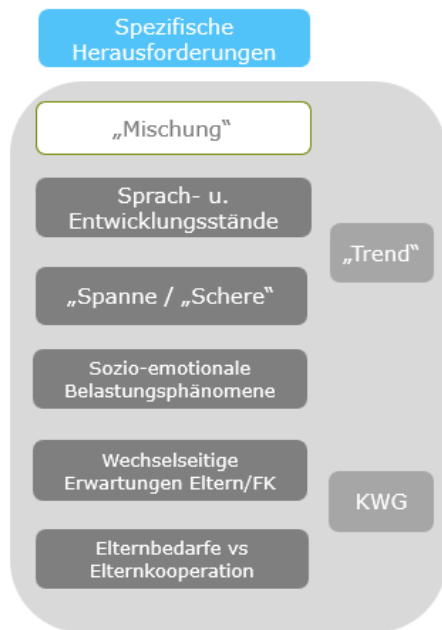 Spezifische
Herausforderungen
„Mischung“
Sprach- u.
Entwicklungsstände
„Trend“
„Spanne / „Schere“
Sozio-emotionale
Belastungsphänomene
Wechselseitige
Erwartungen Eltern/FK
KWG
Elternbedarfe vs
Elternkooperation